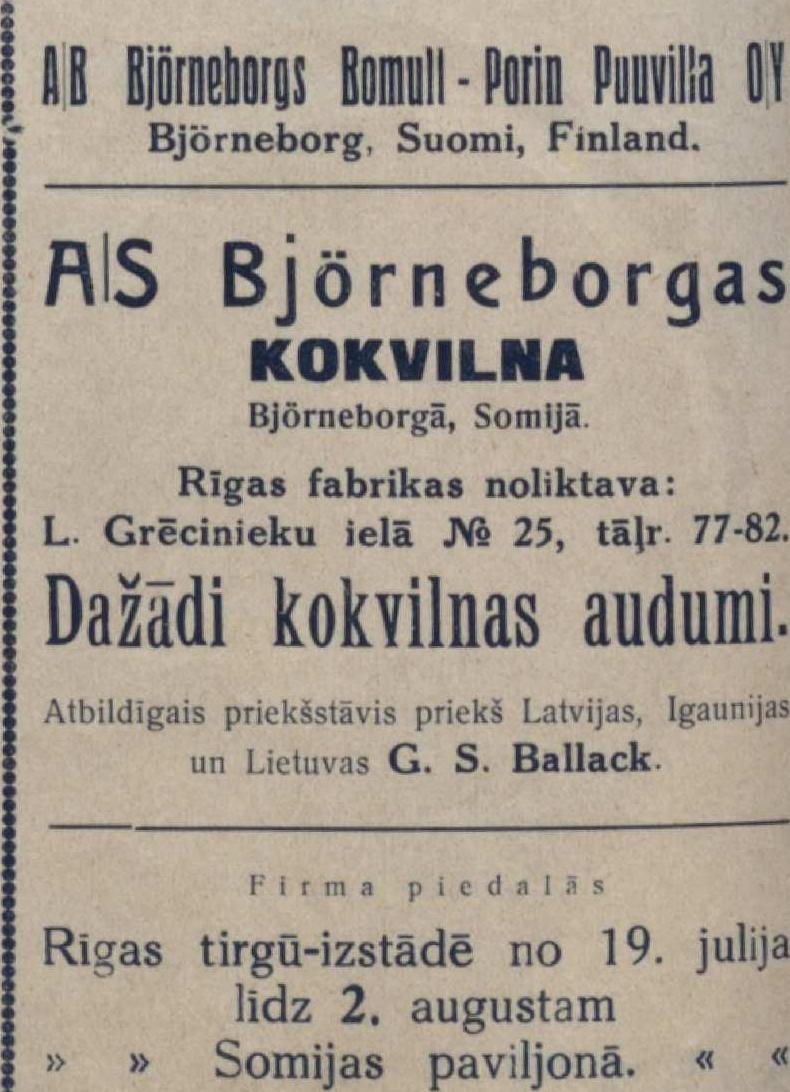 A|B Björneborgs Bomull - Porin Puuvilla O|Y
Björneborg, Suomi, Finland.
A|S Björneborgas
KOKVILNA
Björneborgā, Somijā.
Rīgas fabrikas noliktava:
L. Grēcinieku ielā № 25, tāļr. 77-82.
Dažādi kokvilnas audumi.
Atbildīgais priekšstāvis priekš Latvijas, Igaunijas
un Lietuvas G. S. Ballack.
Firma piedalās
Rīgas tirgū-izstādē no 19. julija
līdz 2. augustam
» » Somijas paviljonā. « «